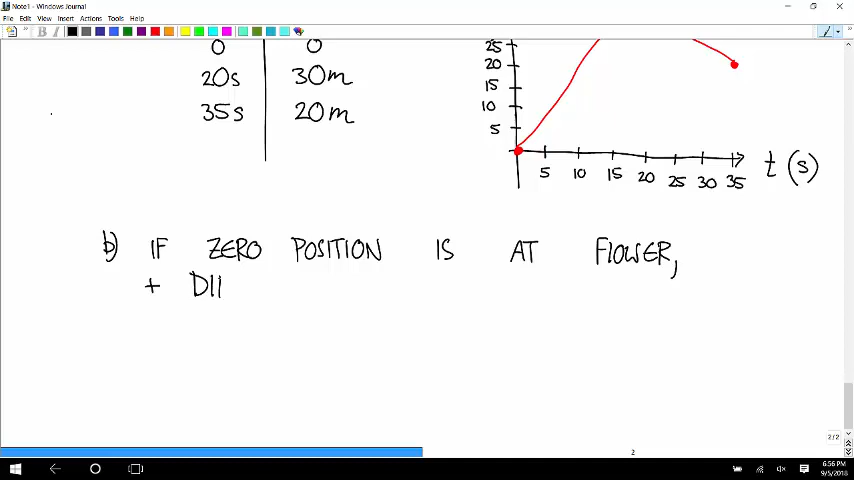 Note1 - Windows Journal
File Edit View Insert Actions Tools Help
B I
0 0
20s 30m
35s 20m
25
20
15
10
5
5 10 15 20 25 30 35
t (s)
b) IF ZERO POSITION IS AT FLOWER,
+ DII
2
2/2
6:56 PM
9/5/2018